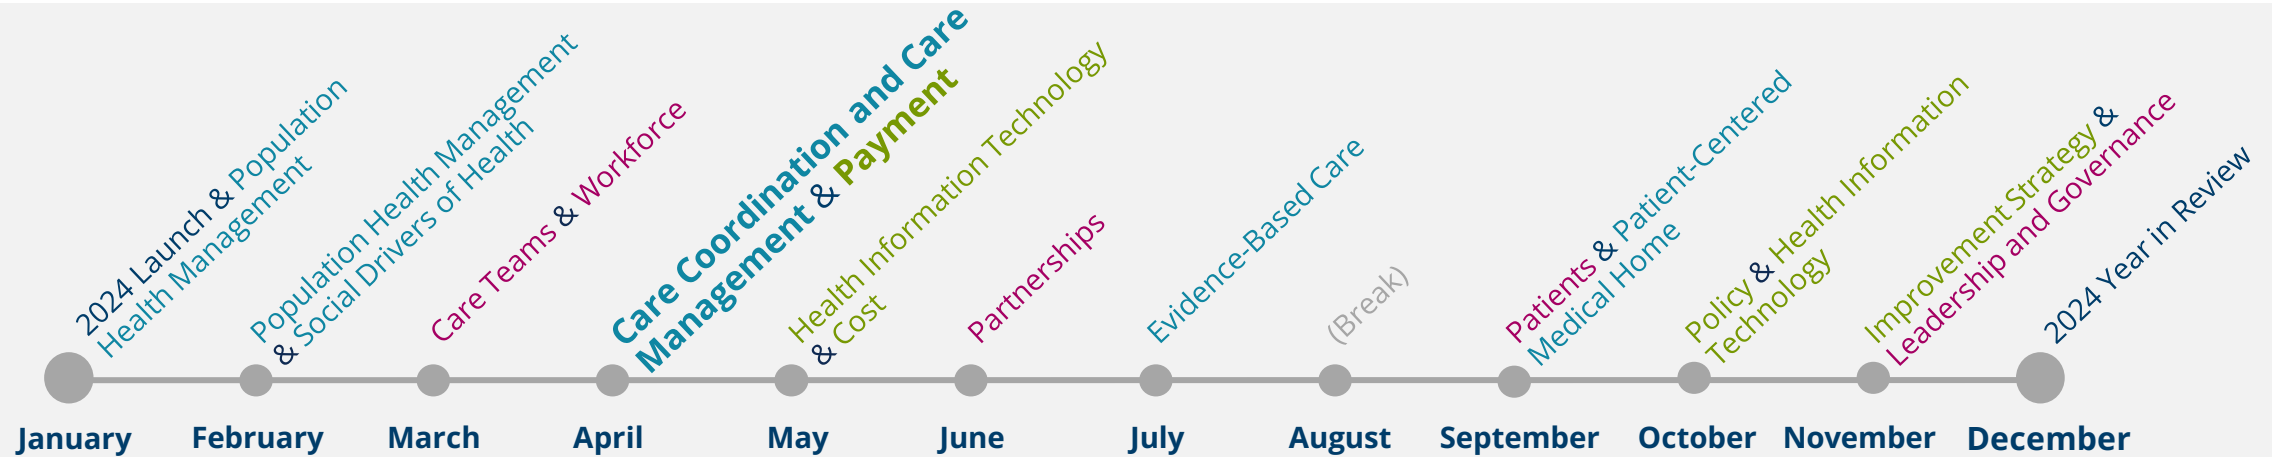 2024 Launch & Population
Health Management
Population Health Management
& Social Drivers of Health
Care Teams & Workforce
Care Coordination and Care
Management & Payment
Health Information Technology
& Cost
Partnerships
Evidence-Based Care
(Break)
Patients & Patient-Centered
Medical Home
Policy & Health Information
Technology
Improvement Strategy &
Leadership and Governance
2024 Year in Review
January
February
March
April
May
June
July
August
September
October
November
December